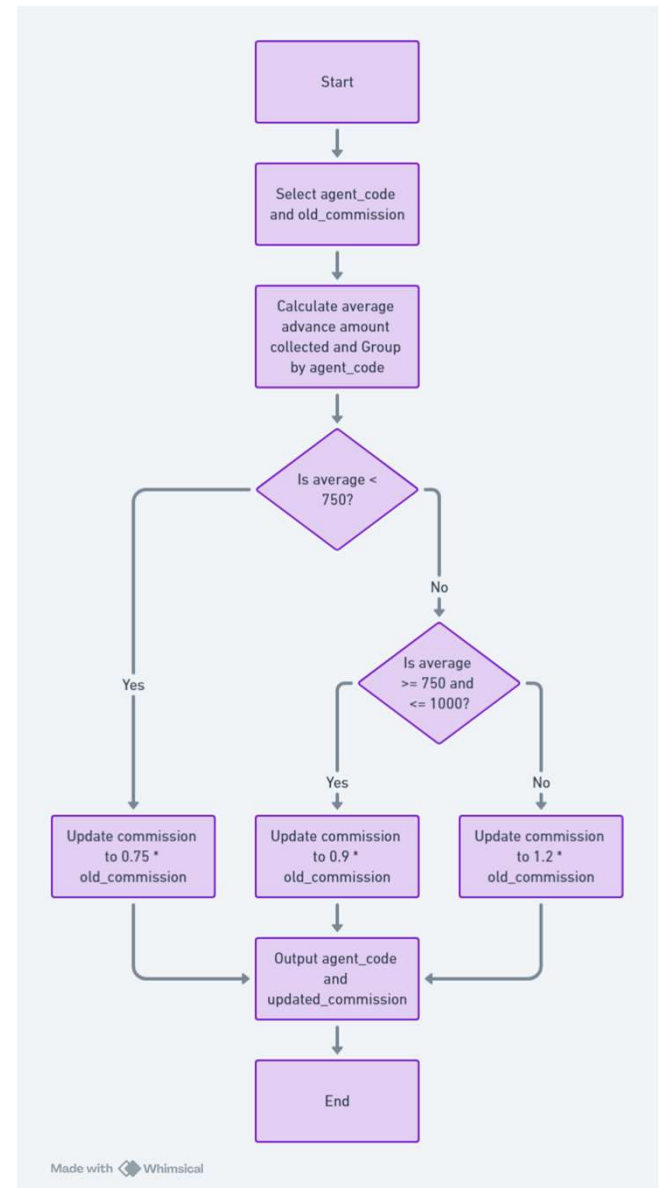 Start
Select agent_code
and old_commission
Calculate average
advance amount
collected and Group
by agent_code
Is average <
750?
No
Is average
>= 750 and
<= 1000?
Yes
Yes
No
Update commission
to 0.75 *
old_commission
Update commission
to 0.9 *
old_commission
Update commission
to 1.2 *
old_commission
Output agent_code
and
updated_commission
End
Made with Whimsical